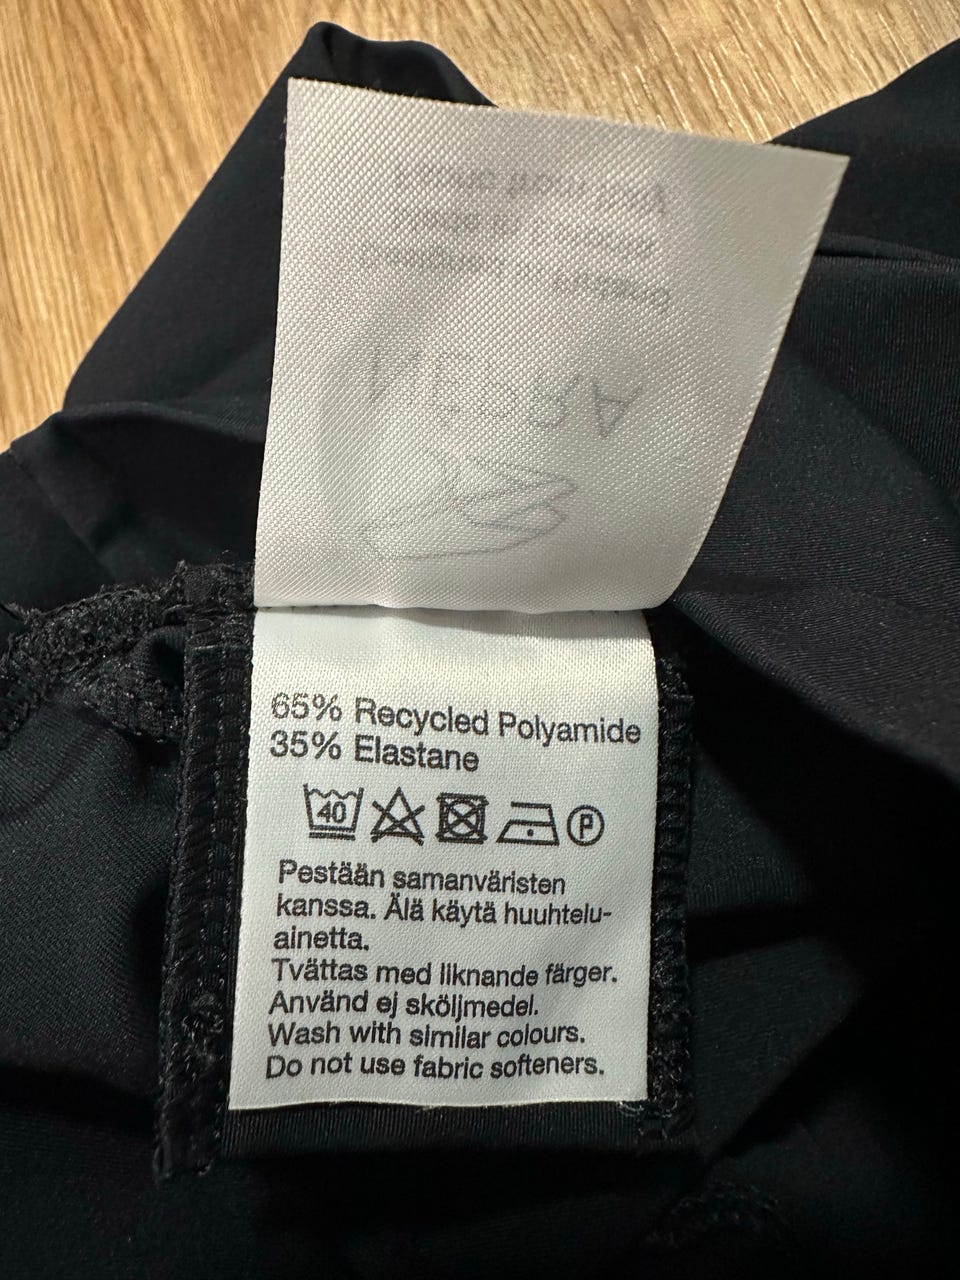 65% Recycled Polyamide
35% Elastane
40
P
Pestään samanväristen
kanssa. Älä käytä huuhtelu-
ainetta.
Tvättas med liknande färger.
Använd ej sköljmedel.
Wash with similar colours.
Do not use fabric softeners.